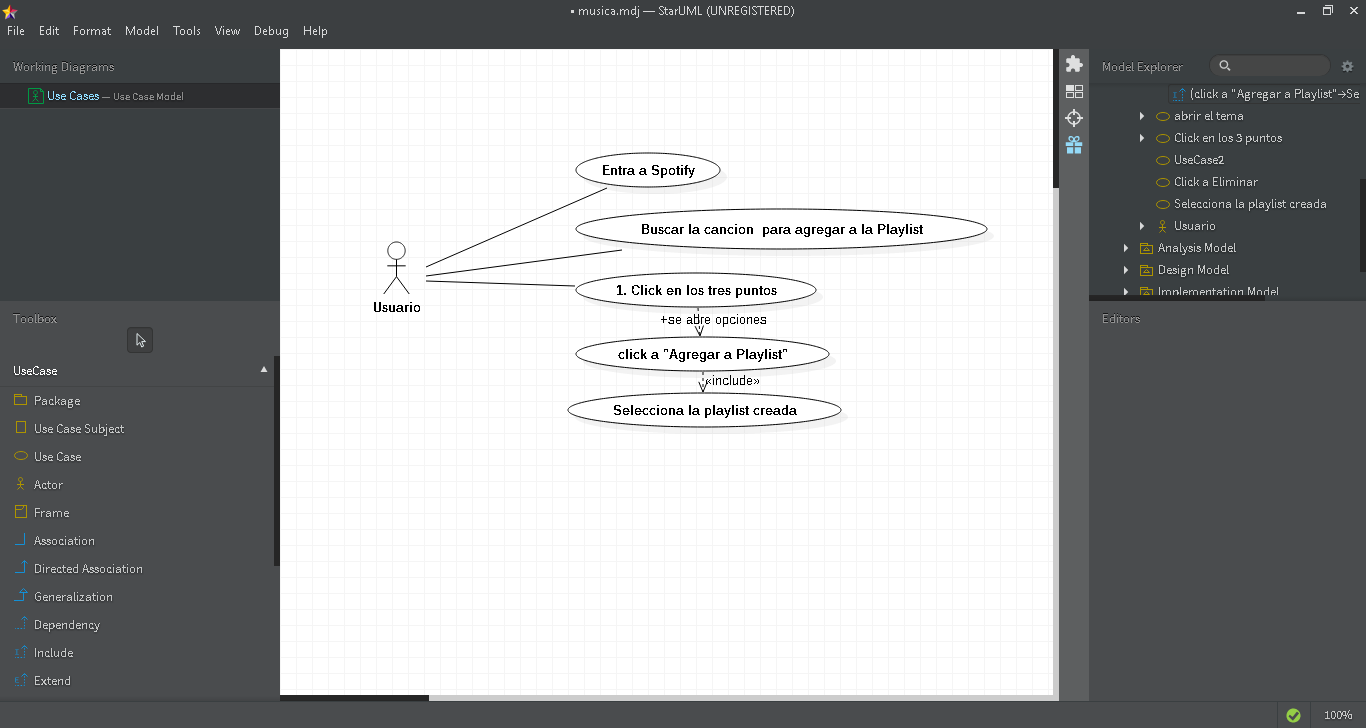 • musica.mdj — StarUML (UNREGISTERED)
File Edit Format Model Tools View Debug Help
Working Diagrams
Use Cases — Use Case Model
Toolbox
UseCase
Package
Use Case Subject
Use Case
Actor
Frame
Association
Directed Association
Generalization
Dependency
Include
Extend
Entra a Spotify
Buscar la cancion para agregar a la Playlist
Usuario
1. Click en los tres puntos
+se abre opciones
click a "Agregar a Playlist"
«include»
Selecciona la playlist creada
Model Explorer
(click a "Agregar a Playlist"→Se
abrir el tema
Click en los 3 puntos
UseCase2
Click a Eliminar
Selecciona la playlist creada
Usuario
Analysis Model
Design Model
Implementation Model
Editors
100%